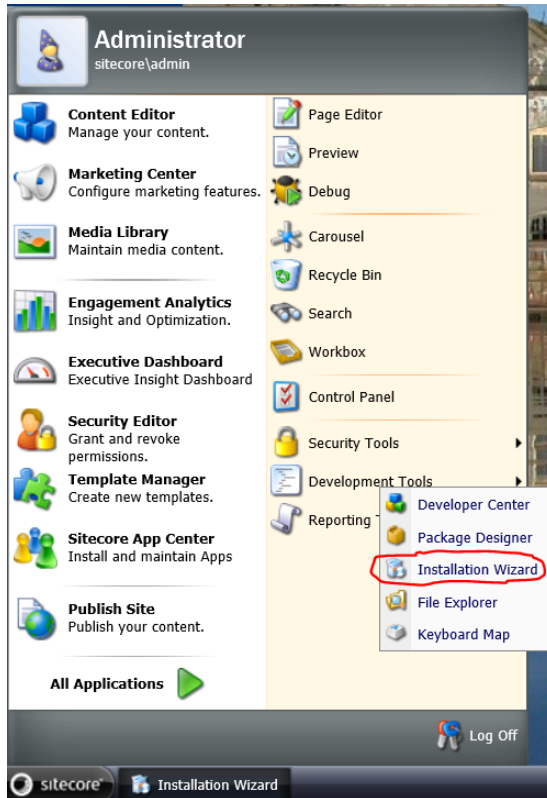 Administrator
sitecore\admin
Content Editor
Manage your content.
Marketing Center
Configure marketing features.
Media Library
Maintain media content.
Engagement Analytics
Insight and Optimization.
Executive Dashboard
Executive Insight Dashboard
Security Editor
Grant and revoke
permissions.
Template Manager
Create new templates.
Sitecore App Center
Install and maintain Apps
Publish Site
Publish your content.
All Applications
Page Editor
Preview
Debug
Carousel
Recycle Bin
Search
Workbox
Control Panel
Security Tools
Development Tools
Reporting
Developer Center
Package Designer
Installation Wizard
File Explorer
Keyboard Map
Log Off
sitecore
Installation Wizard